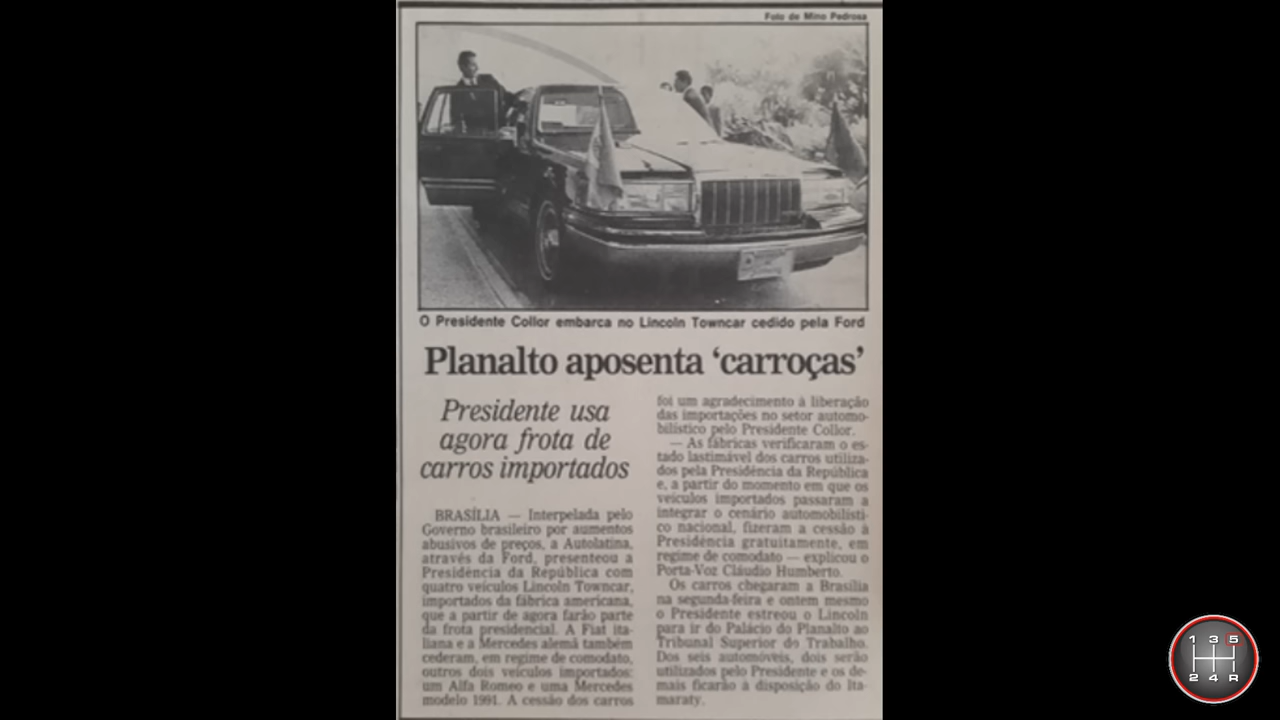 Foto de Mino Pedrosa
O Presidente Collor embarca no Lincoln Towncar cedido pela Ford
Planalto aposenta ‘carroças’
Presidente usa
agora frota de
carros importados
BRASÍLIA — Interpelada pelo
Governo brasileiro por aumentos
abusivos de preços, a Autolatina,
através da Ford, presenteou a
Presidência da República com
quatro veículos Lincoln Towncar,
importados da fábrica americana,
que a partir de agora farão parte
da frota presidencial. A Fiat ita-
liana e a Mercedes alemã também
cederam, em regime de comodato,
outros dois veículos importados:
um Alfa Romeo e uma Mercedes
modelo 1991. A cessão dos carros
foi um agradecimento à liberação
das importações no setor automo-
bilístico pelo Presidente Collor.
— As fábricas verificaram o es-
tado lastimável dos carros utiliza-
dos pela Presidência da República
e, a partir do momento em que os
veículos importados passaram a
integrar o cenário automobilísti-
co nacional, fizeram a cessão à
Presidência gratuitamente, em
regime de comodato — explicou o
Porta-Voz Cláudio Humberto.
Os carros chegaram a Brasília
na segunda-feira e ontem mesmo
o Presidente estreou o Lincoln
para ir do Palácio do Planalto ao
Tribunal Superior do Trabalho.
Dos seis automóveis, dois serão
utilizados pelo Presidente e os de-
mais ficarão à disposição do Ita-
maraty.
1 3 5
2 4 R